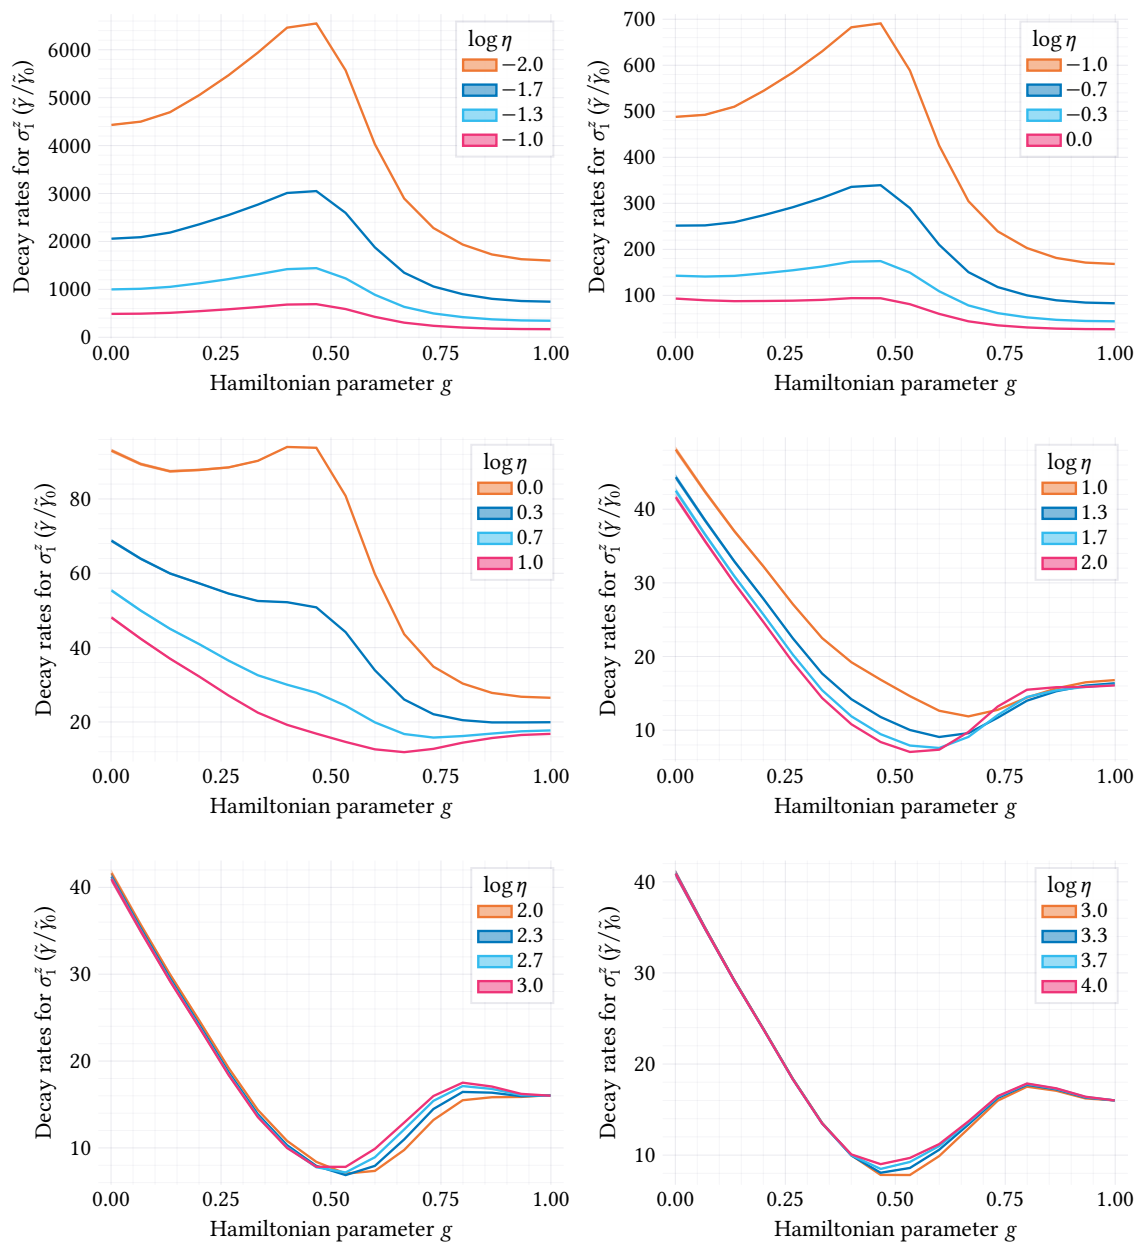 Decay rates for σ₁ᶻ (γ̃/γ̃₀)
6000
5000
4000
3000
2000
1000
0
log η
−2.0
−1.7
−1.3
−1.0
0.00 0.25 0.50 0.75 1.00
Hamiltonian parameter g
Decay rates for σ₁ᶻ (γ̃/γ̃₀)
700
600
500
400
300
200
100
log η
−1.0
−0.7
−0.3
0.0
0.00 0.25 0.50 0.75 1.00
Hamiltonian parameter g
Decay rates for σ₁ᶻ (γ̃/γ̃₀)
80
60
40
20
log η
0.0
0.3
0.7
1.0
0.00 0.25 0.50 0.75 1.00
Hamiltonian parameter g
Decay rates for σ₁ᶻ (γ̃/γ̃₀)
40
30
20
10
log η
1.0
1.3
1.7
2.0
0.00 0.25 0.50 0.75 1.00
Hamiltonian parameter g
Decay rates for σ₁ᶻ (γ̃/γ̃₀)
40
30
20
10
log η
2.0
2.3
2.7
3.0
0.00 0.25 0.50 0.75 1.00
Hamiltonian parameter g
Decay rates for σ₁ᶻ (γ̃/γ̃₀)
40
30
20
10
log η
3.0
3.3
3.7
4.0
0.00 0.25 0.50 0.75 1.00
Hamiltonian parameter g